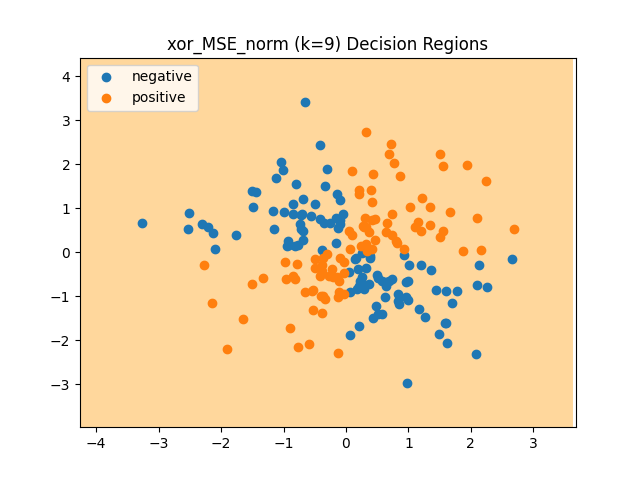 xor_MSE_norm (k=9) Decision Regions
negative
positive
4
3
2
1
0
−1
−2
−3
−4 −3 −2 −1 0 1 2 3